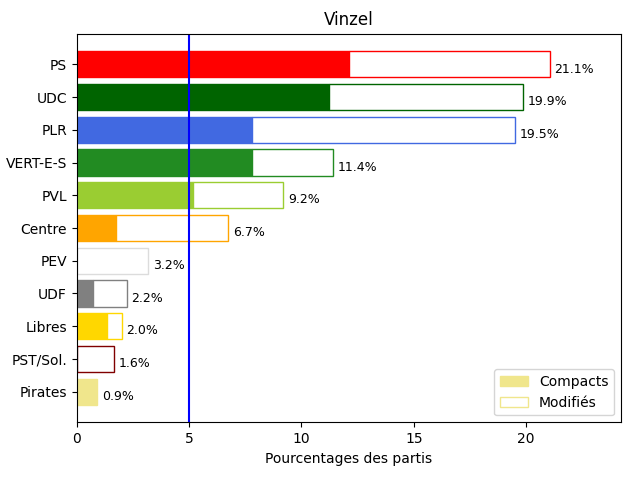 Vinzel
PS 21.1%
UDC 19.9%
PLR 19.5%
VERT-E-S 11.4%
PVL 9.2%
Centre 6.7%
PEV 3.2%
UDF 2.2%
Libres 2.0%
PST/Sol. 1.6%
Pirates 0.9%
Compacts
Modifiés
0 5 10 15 20
Pourcentages des partis